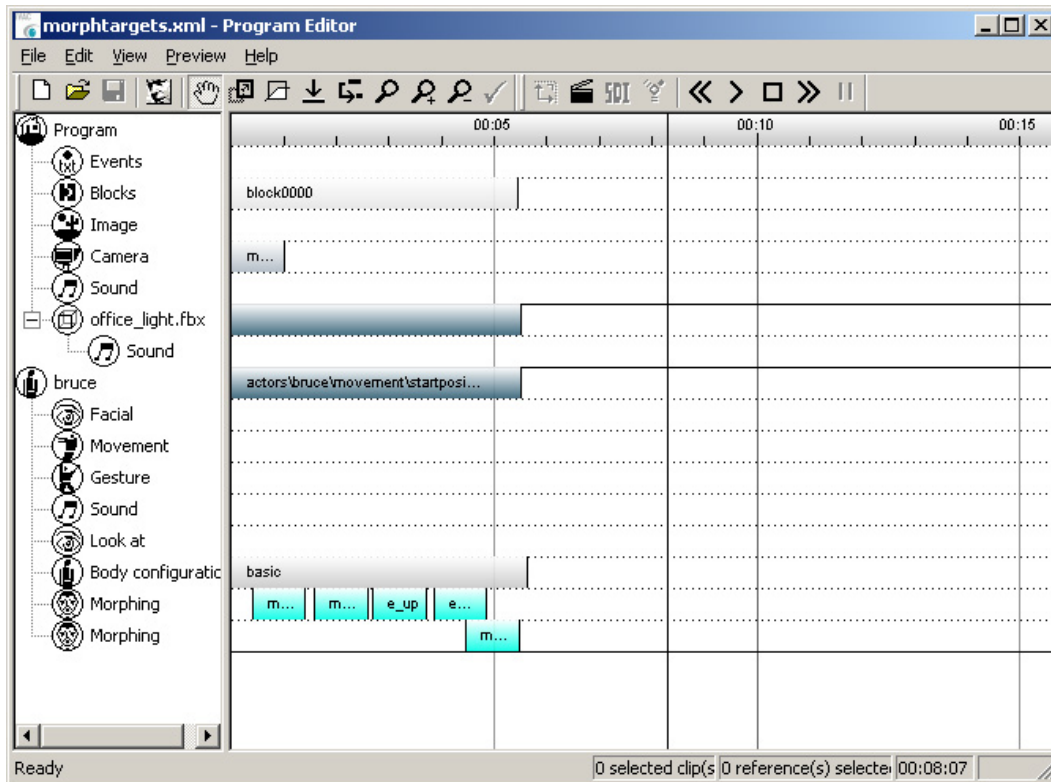 morphtargets.xml - Program Editor
File Edit View Preview Help
SDI
Program
Events
Blocks
Image
Camera
Sound
office_light.fbx
Sound
bruce
Facial
Movement
Gesture
Sound
Look at
Body configuratic
Morphing
Morphing
00:05 00:10 00:15
block0000
m...
actors\bruce\movement\startposi...
basic
m... m... e_up e...
m...
Ready 0 selected clip(s 0 reference(s) selecte 00:08:07